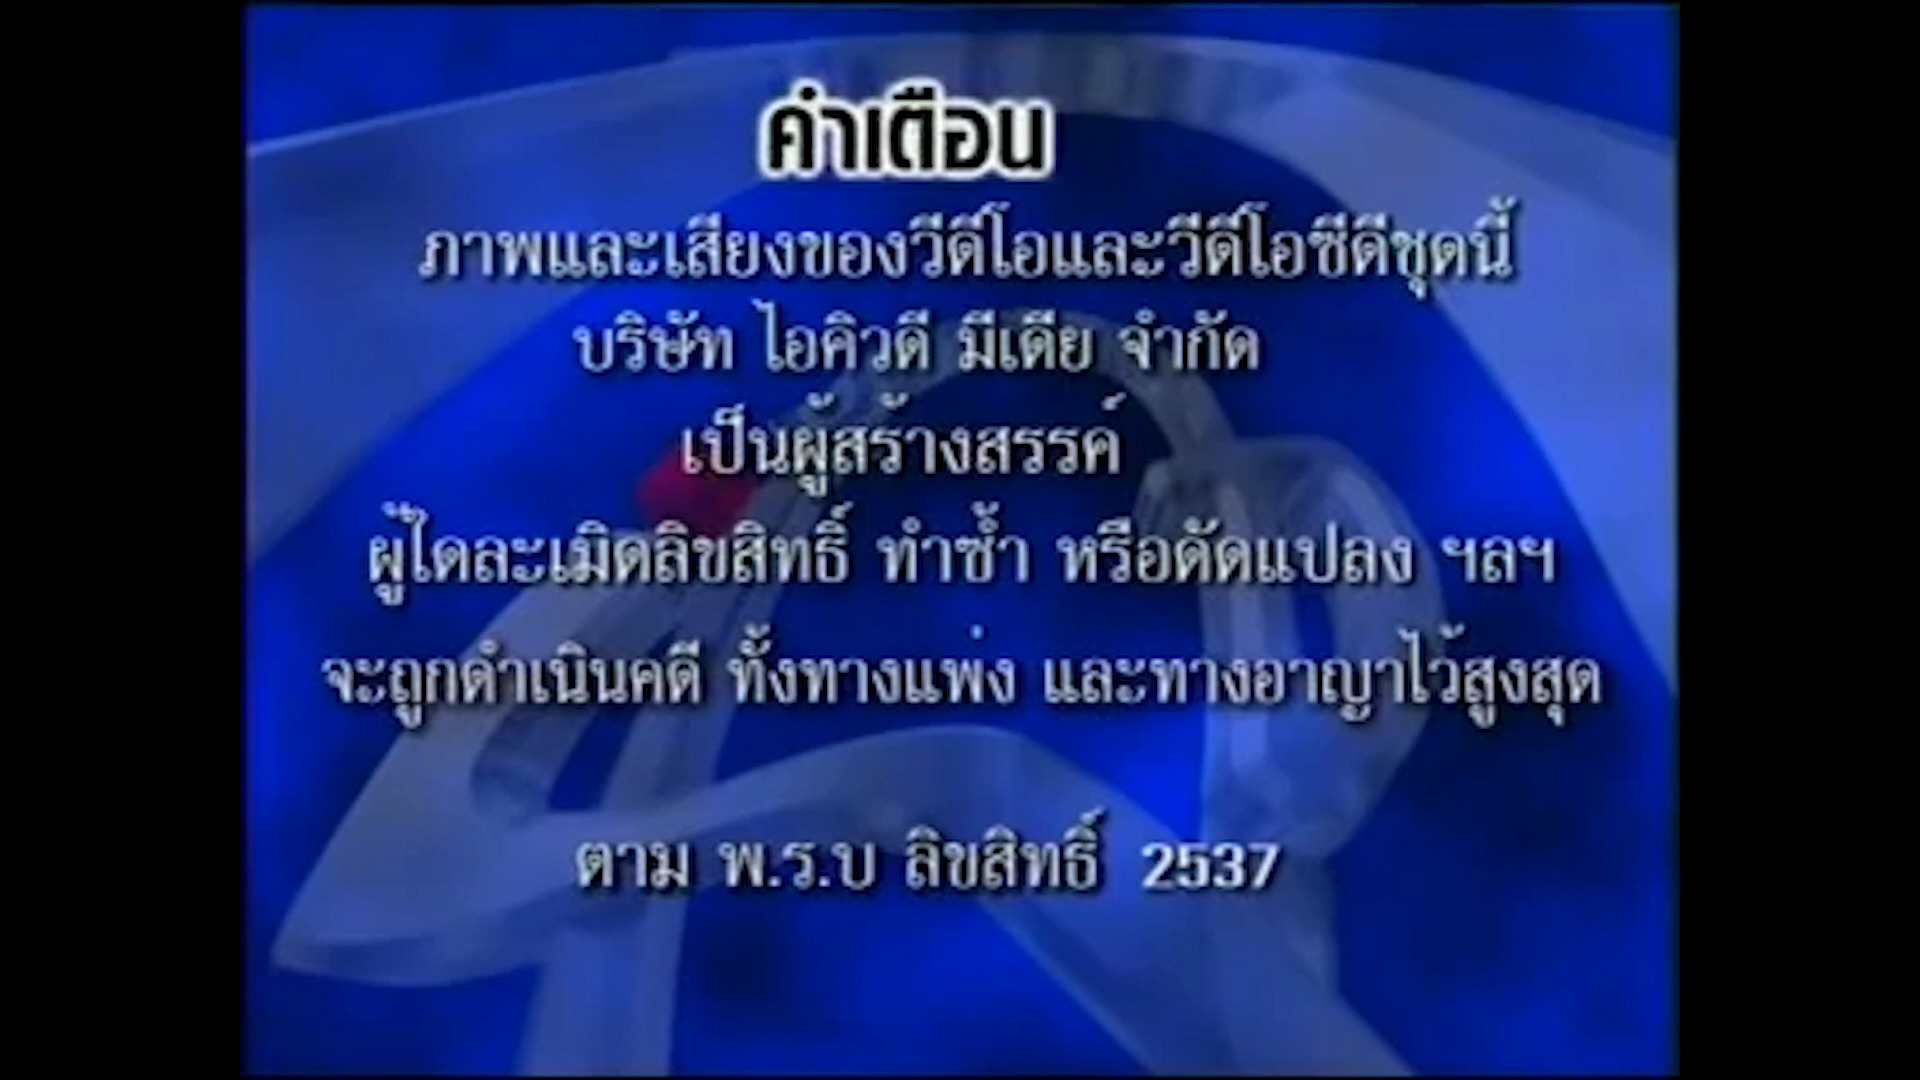 คำเตือน
ภาพและเสียงของวีดีโอและวีดีโอซีดีชุดนี้
บริษัท ไอคิวดี มีเดีย จำกัด
เป็นผู้สร้างสรรค์
ผู้ใดละเมิดลิขสิทธิ์ ทำซ้ำ หรือดัดแปลง ฯลฯ
จะถูกดำเนินคดี ทั้งทางแพ่ง และทางอาญาไว้สูงสุด
ตาม พ.ร.บ ลิขสิทธิ์ 2537